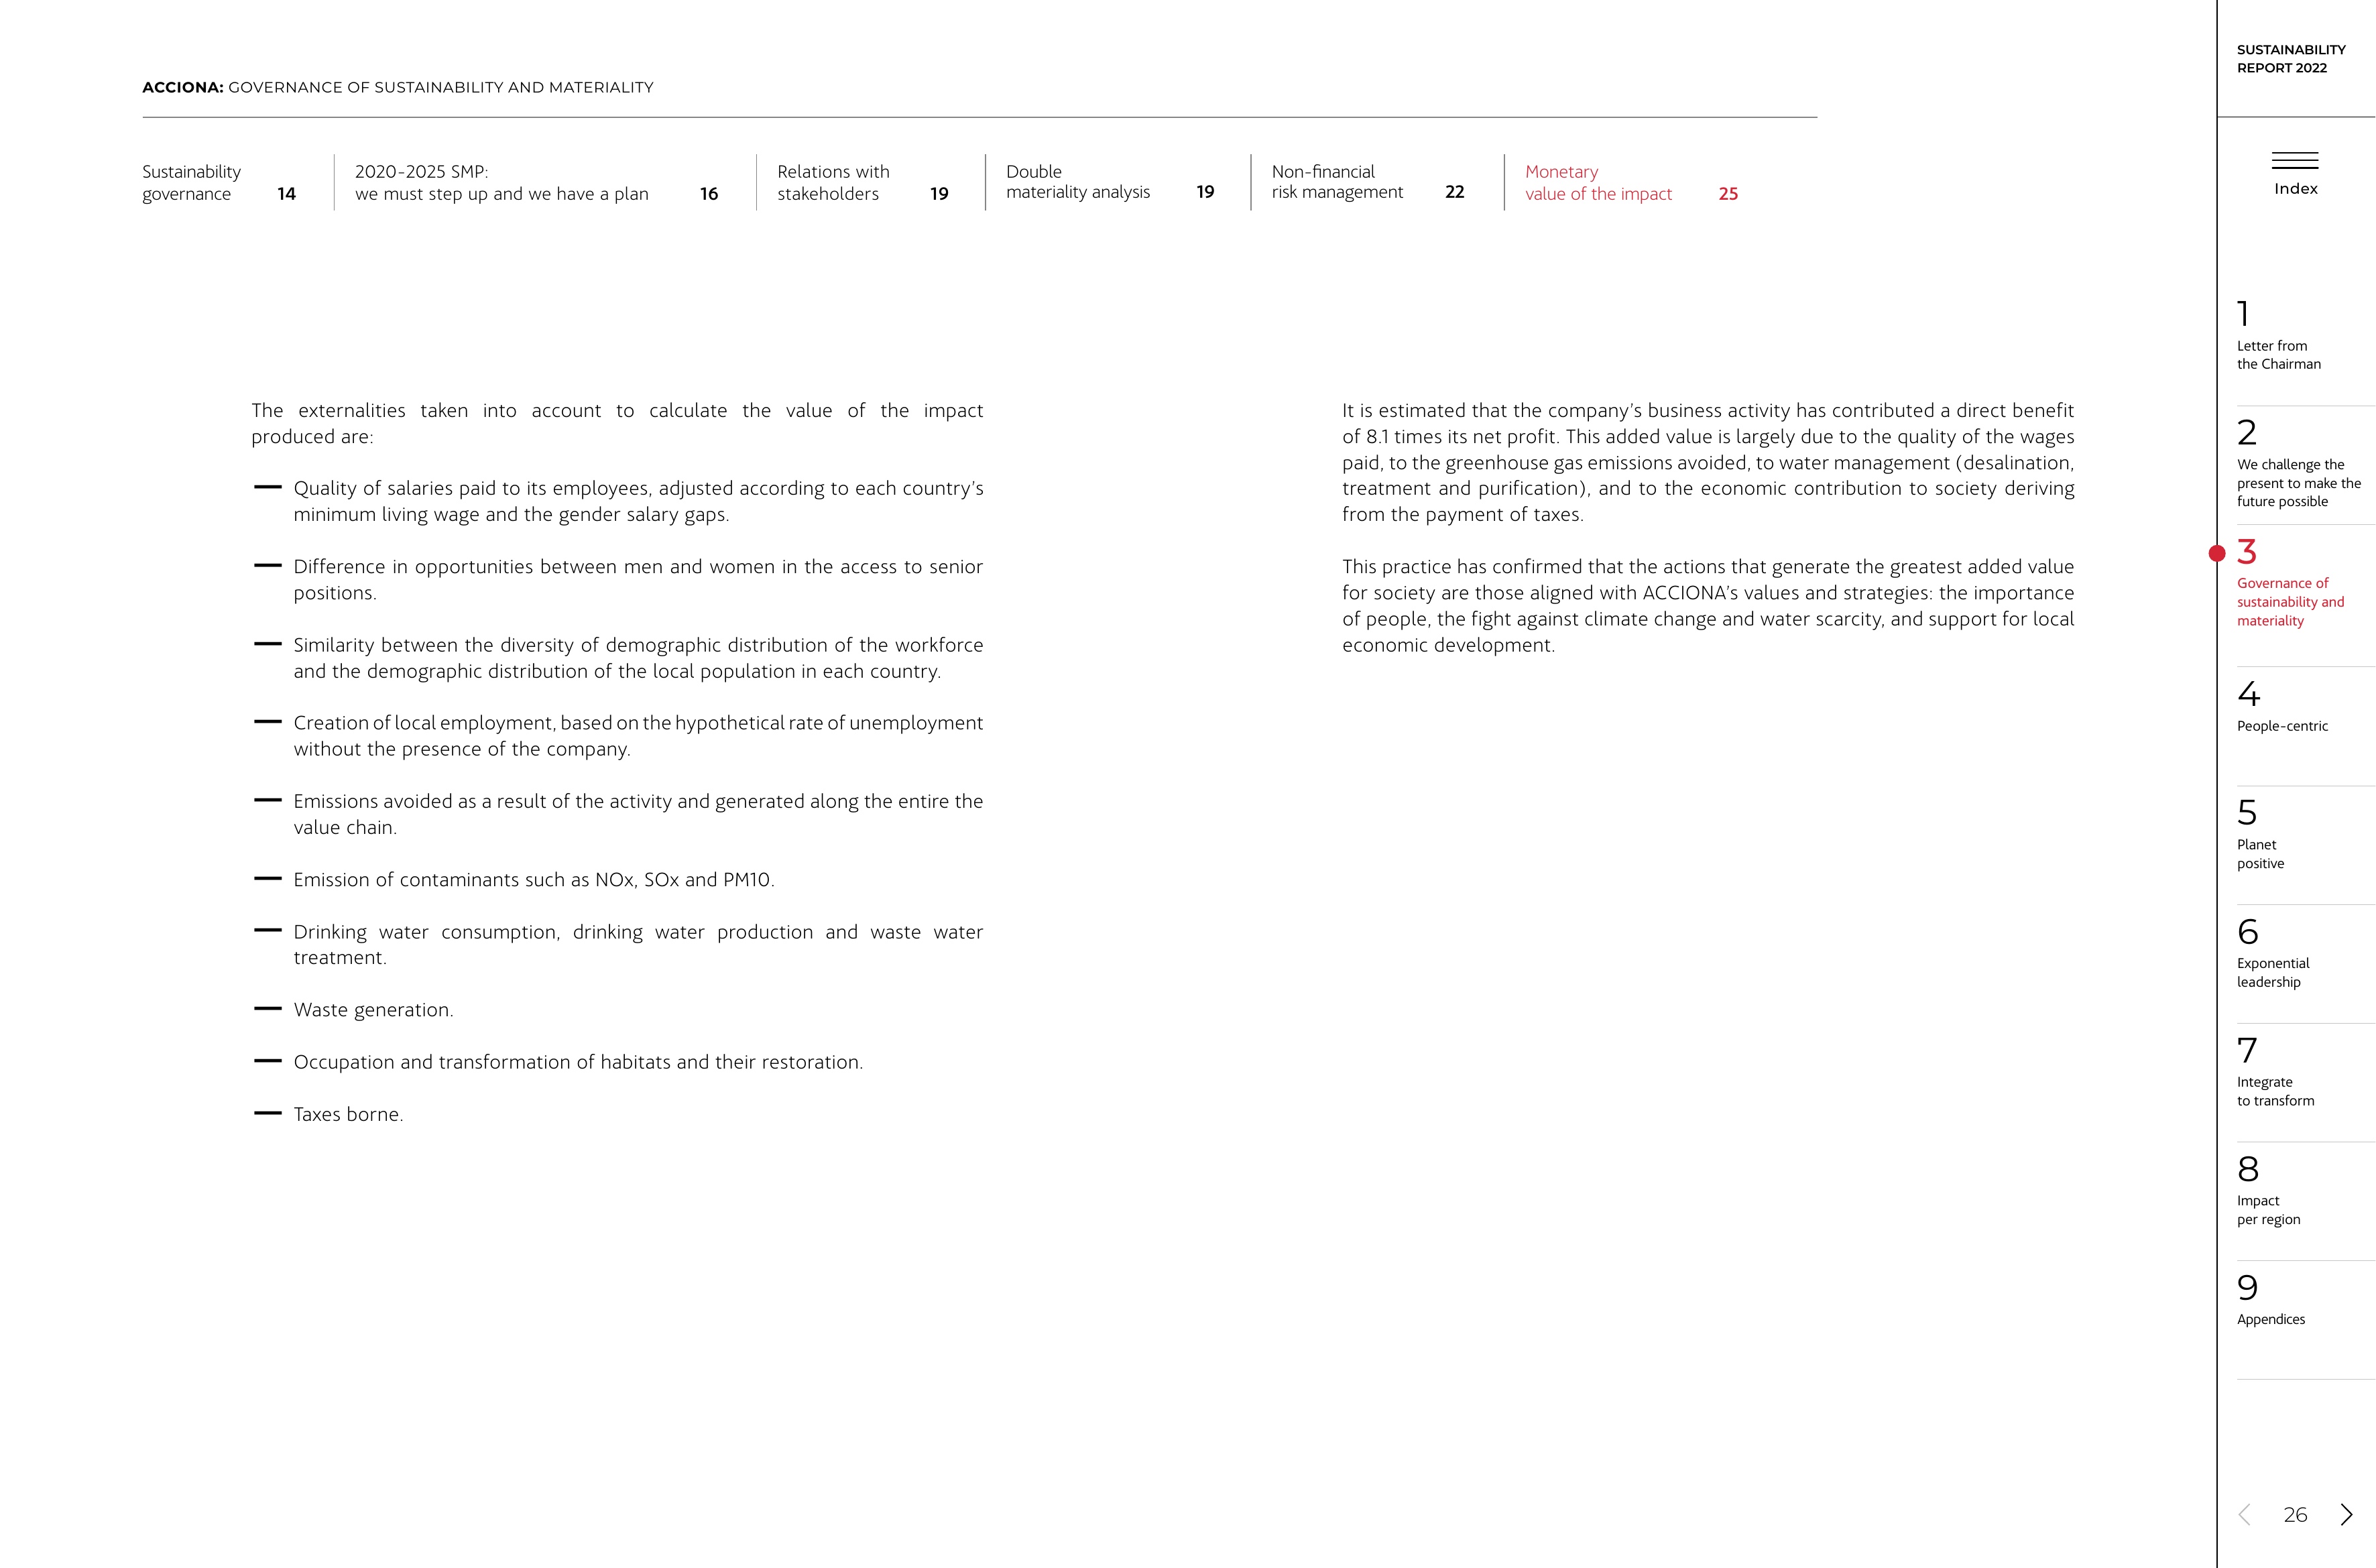 ACCIONA: GOVERNANCE OF SUSTAINABILITY AND MATERIALITY
Sustainability
governance 14
2020-2025 SMP:
we must step up and we have a plan 16
Relations with
stakeholders 19
Double
materiality analysis 19
Non-financial
risk management 22
Monetary
value of the impact 25
The externalities taken into account to calculate the value of the impact
produced are:
— Quality of salaries paid to its employees, adjusted according to each country’s
minimum living wage and the gender salary gaps.
— Difference in opportunities between men and women in the access to senior
positions.
— Similarity between the diversity of demographic distribution of the workforce
and the demographic distribution of the local population in each country.
— Creation of local employment, based on the hypothetical rate of unemployment
without the presence of the company.
— Emissions avoided as a result of the activity and generated along the entire the
value chain.
— Emission of contaminants such as NOx, SOx and PM10.
— Drinking water consumption, drinking water production and waste water
treatment.
— Waste generation.
— Occupation and transformation of habitats and their restoration.
— Taxes borne.
It is estimated that the company’s business activity has contributed a direct benefit
of 8.1 times its net profit. This added value is largely due to the quality of the wages
paid, to the greenhouse gas emissions avoided, to water management (desalination,
treatment and purification), and to the economic contribution to society deriving
from the payment of taxes.
This practice has confirmed that the actions that generate the greatest added value
for society are those aligned with ACCIONA’s values and strategies: the importance
of people, the fight against climate change and water scarcity, and support for local
economic development.
SUSTAINABILITY
REPORT 2022
Index
1
Letter from
the Chairman
2
We challenge the
present to make the
future possible
3
Governance of
sustainability and
materiality
4
People-centric
5
Planet
positive
6
Exponential
leadership
7
Integrate
to transform
8
Impact
per region
9
Appendices
26